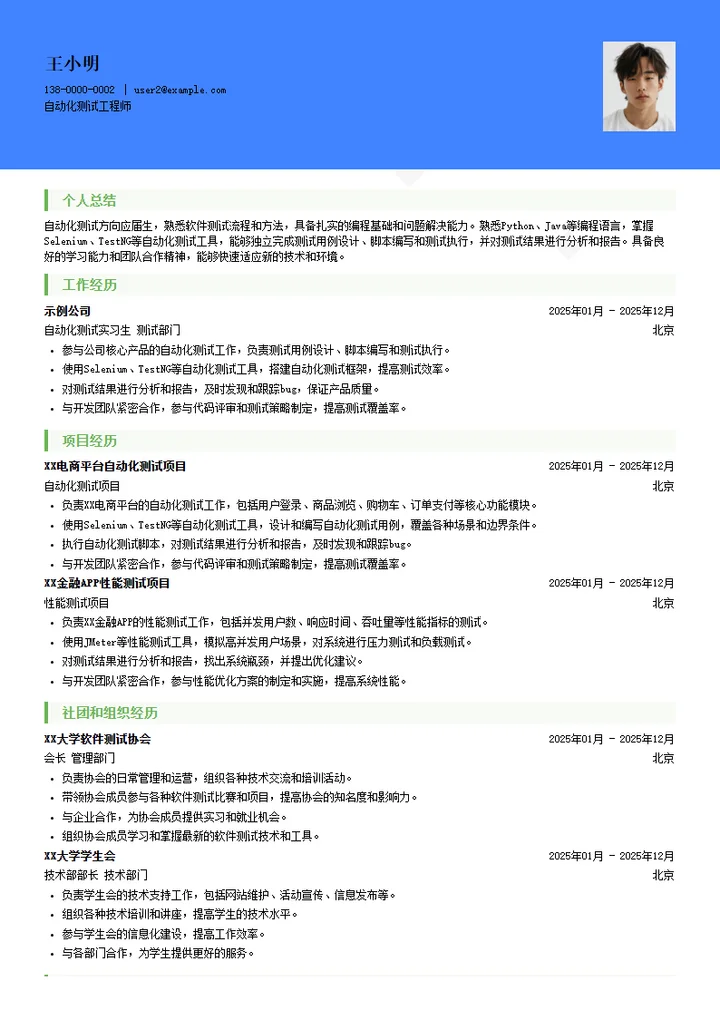 王小明
138-0000-0002 | user2@example.com
自动化测试工程师
个人总结
自动化测试方向应届生，熟悉软件测试流程和方法，具备扎实的编程基础和问题解决能力。熟悉Python、Java等编程语言，掌握
Selenium、TestNG等自动化测试工具，能够独立完成测试用例设计、脚本编写和测试执行，并对测试结果进行分析和报告。具备良
好的学习能力和团队合作精神，能够快速适应新的技术和环境。
工作经历
示例公司 2025年01月 - 2025年12月
自动化测试实习生 测试部门 北京
• 参与公司核心产品的自动化测试工作，负责测试用例设计、脚本编写和测试执行。
• 使用Selenium、TestNG等自动化测试工具，搭建自动化测试框架，提高测试效率。
• 对测试结果进行分析和报告，及时发现和跟踪bug，保证产品质量。
• 与开发团队紧密合作，参与代码评审和测试策略制定，提高测试覆盖率。
项目经历
XX电商平台自动化测试项目 2025年01月 - 2025年12月
自动化测试项目 北京
• 负责XX电商平台的自动化测试工作，包括用户登录、商品浏览、购物车、订单支付等核心功能模块。
• 使用Selenium、TestNG等自动化测试工具，设计和编写自动化测试用例，覆盖各种场景和边界条件。
• 执行自动化测试脚本，对测试结果进行分析和报告，及时发现和跟踪bug。
• 与开发团队紧密合作，参与代码评审和测试策略制定，提高测试覆盖率。
XX金融APP性能测试项目 2025年01月 - 2025年12月
性能测试项目 北京
• 负责XX金融APP的性能测试工作，包括并发用户数、响应时间、吞吐量等性能指标的测试。
• 使用JMeter等性能测试工具，模拟高并发用户场景，对系统进行压力测试和负载测试。
• 对测试结果进行分析和报告，找出系统瓶颈，并提出优化建议。
• 与开发团队紧密合作，参与性能优化方案的制定和实施，提高系统性能。
社团和组织经历
XX大学软件测试协会 2025年01月 - 2025年12月
会长 管理部门 北京
• 负责协会的日常管理和运营，组织各种技术交流和培训活动。
• 带领协会成员参与各种软件测试比赛和项目，提高协会的知名度和影响力。
• 与企业合作，为协会成员提供实习和就业机会。
• 组织协会成员学习和掌握最新的软件测试技术和工具。
XX大学学生会 2025年01月 - 2025年12月
技术部部长 技术部门 北京
• 负责学生会的技术支持工作，包括网站维护、活动宣传、信息发布等。
• 组织各种技术培训和讲座，提高学生的技术水平。
• 参与学生会的信息化建设，提高工作效率。
• 与各部门合作，为学生提供更好的服务。